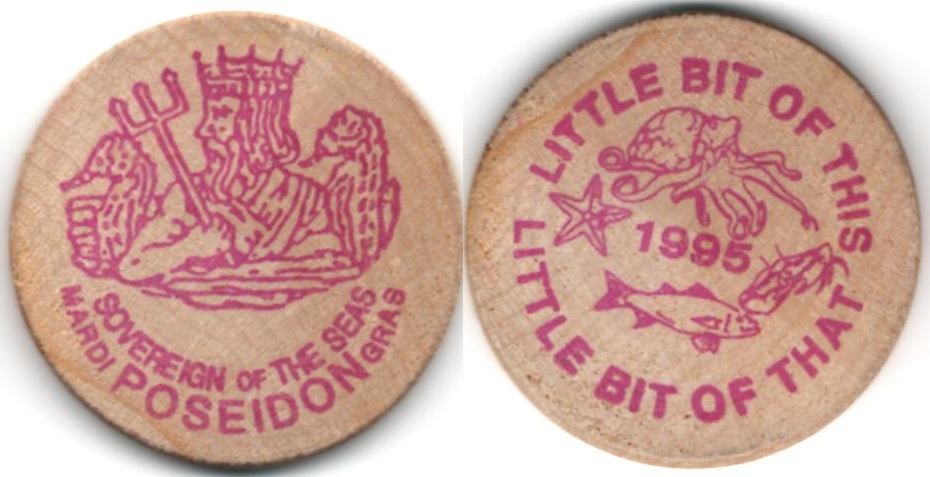 SOVEREIGN OF THE SEAS
MARDI POSEIDON GRAS
LITTLE BIT OF THIS
1995
LITTLE BIT OF THAT